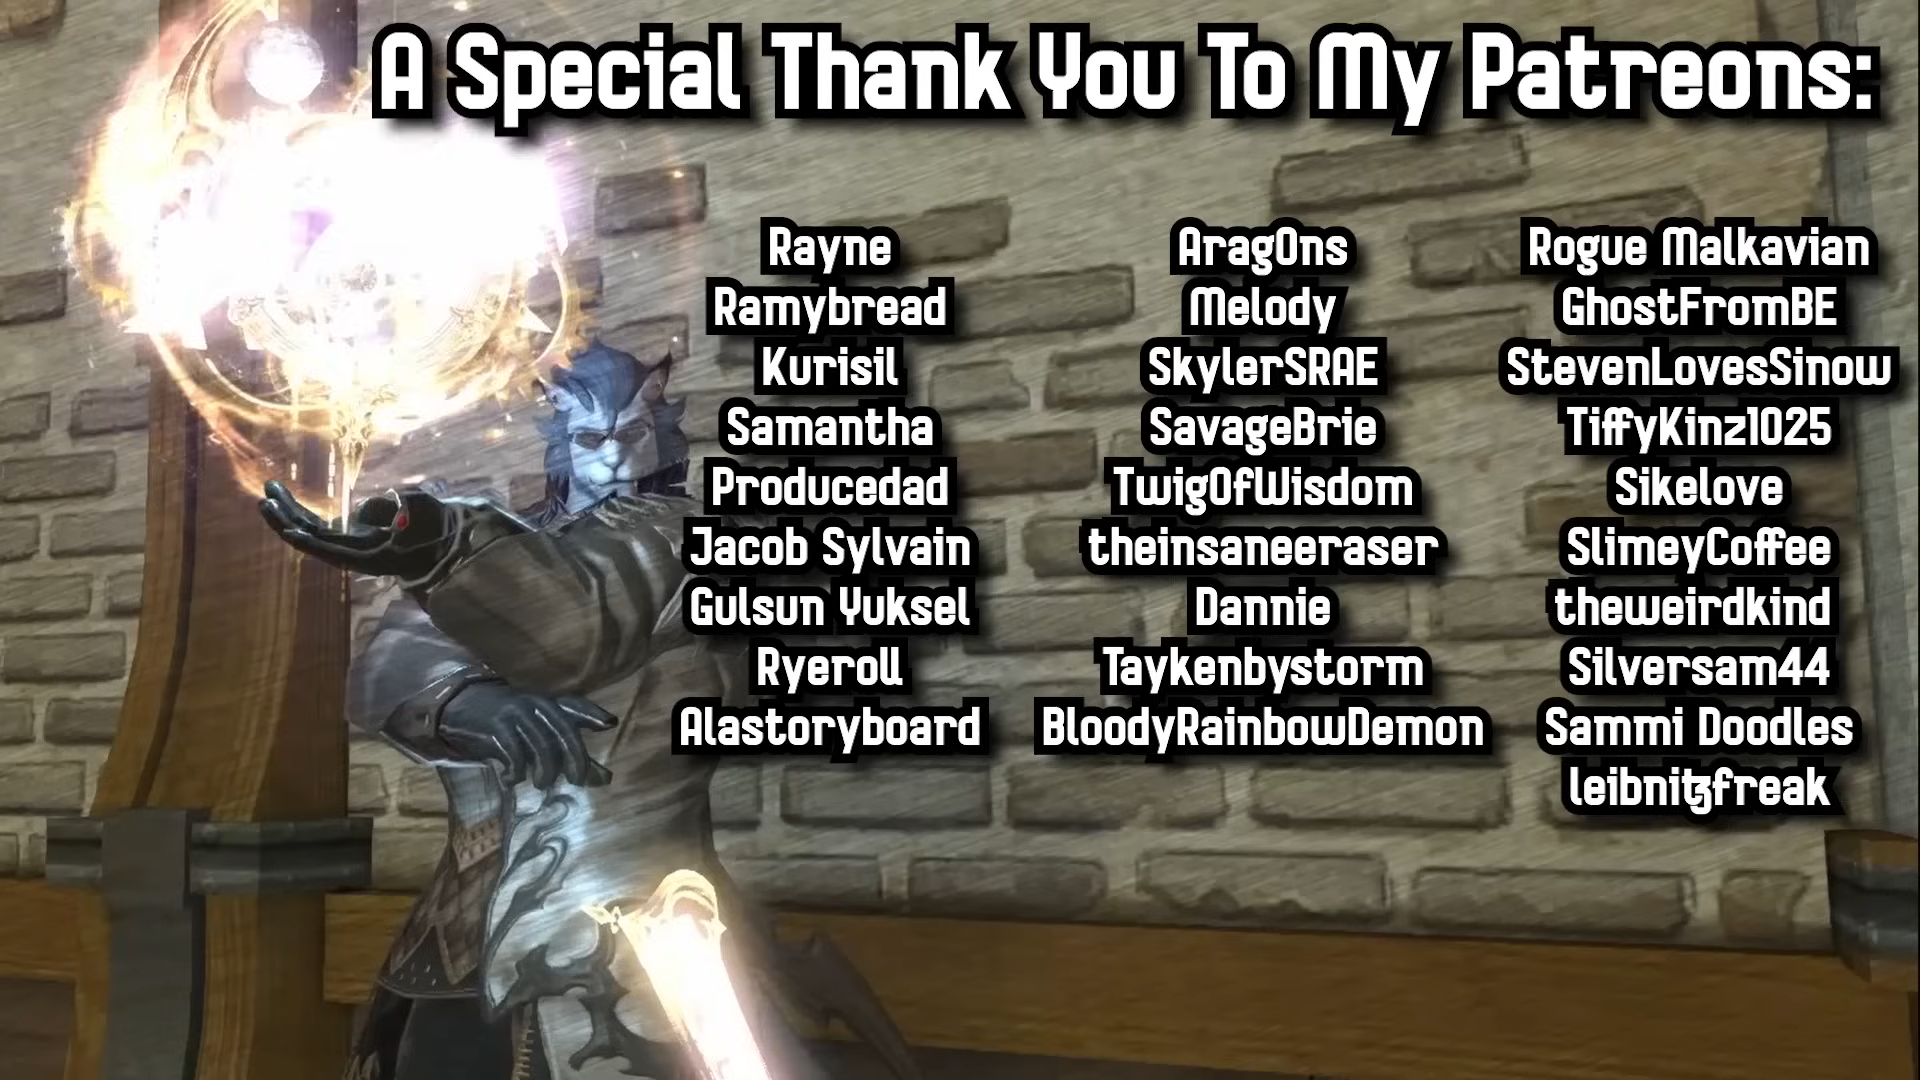 A Special Thank You To My Patreons:
Rayne
Ramybread
Kurisil
Samantha
Producedad
Jacob Sylvain
Gulsun Yuksel
Ryeroll
Alastoryboard
Arag0ns
Melody
SkylerSRAE
SavageBrie
TwigOfWisdom
theinsaneeraser
Dannie
Taykenbystorm
BloodyRainbowDemon
Rogue Malkavian
GhostFromBE
StevenLovesSinow
TiffyKinz1025
Sikelove
SlimeyCoffee
theweirdkind
Silversam44
Sammi Doodles
leibnitzfreak